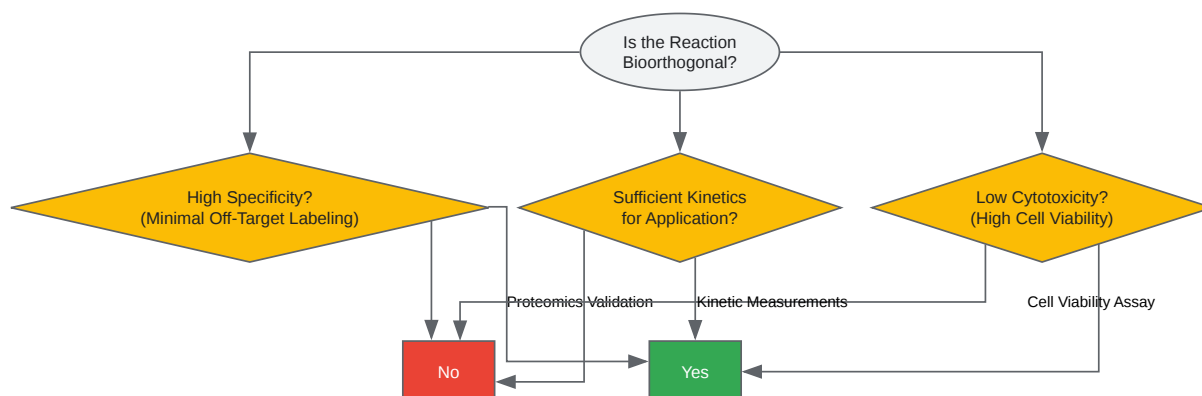 Is the Reaction
Bioorthogonal?
High Specificity?
(Minimal Off-Target Labeling)
Sufficient Kinetics
for Application?
Low Cytotoxicity?
(High Cell Viability)
Proteomics Validation
Kinetic Measurements
Cell Viability Assay
No
Yes